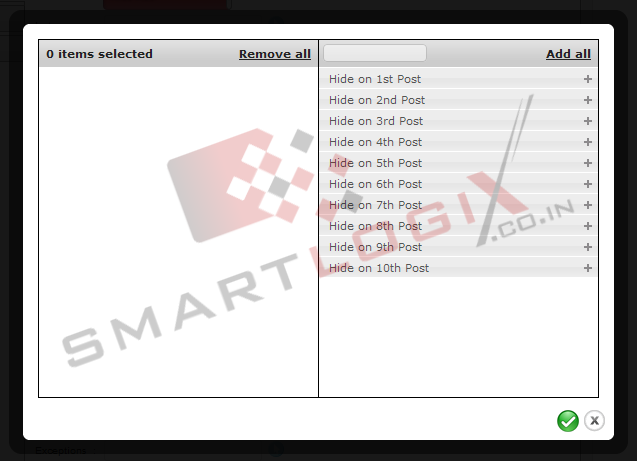 0 items selected Remove all Add all
Hide on 1st Post
Hide on 2nd Post
Hide on 3rd Post
Hide on 4th Post
Hide on 5th Post
Hide on 6th Post
Hide on 7th Post
Hide on 8th Post
Hide on 9th Post
Hide on 10th Post
SMARTLOGIX
.CO.IN
Exceptions